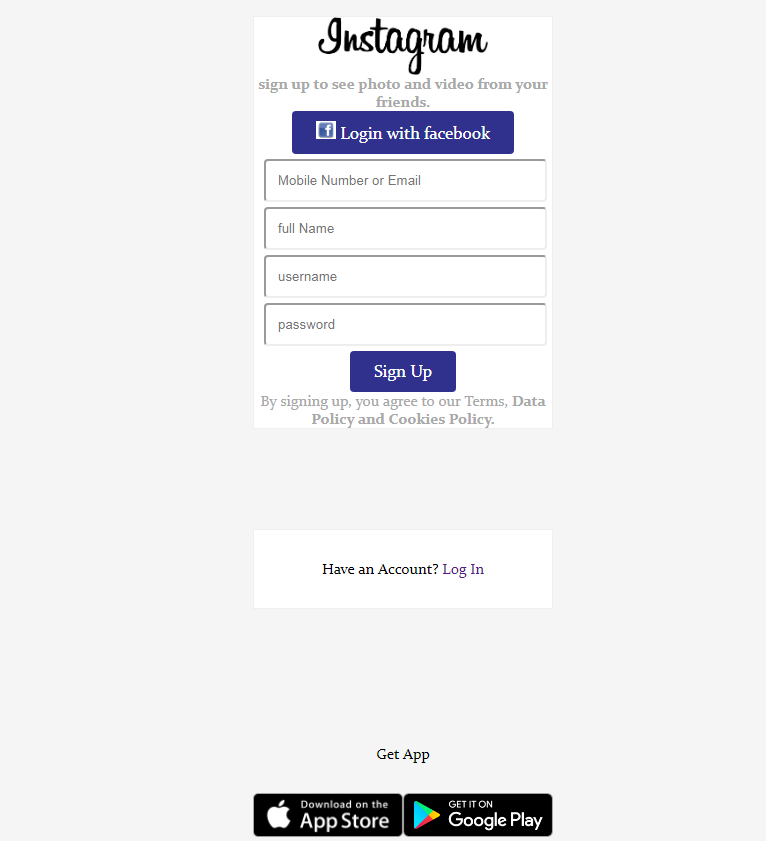 Instagram
sign up to see photo and video from your
friends.
Login with facebook
Mobile Number or Email
full Name
username
password
Sign Up
By signing up, you agree to our Terms, Data
Policy and Cookies Policy.
Have an Account? Log In
Get App
Download on the
App Store
GET IT ON
Google Play